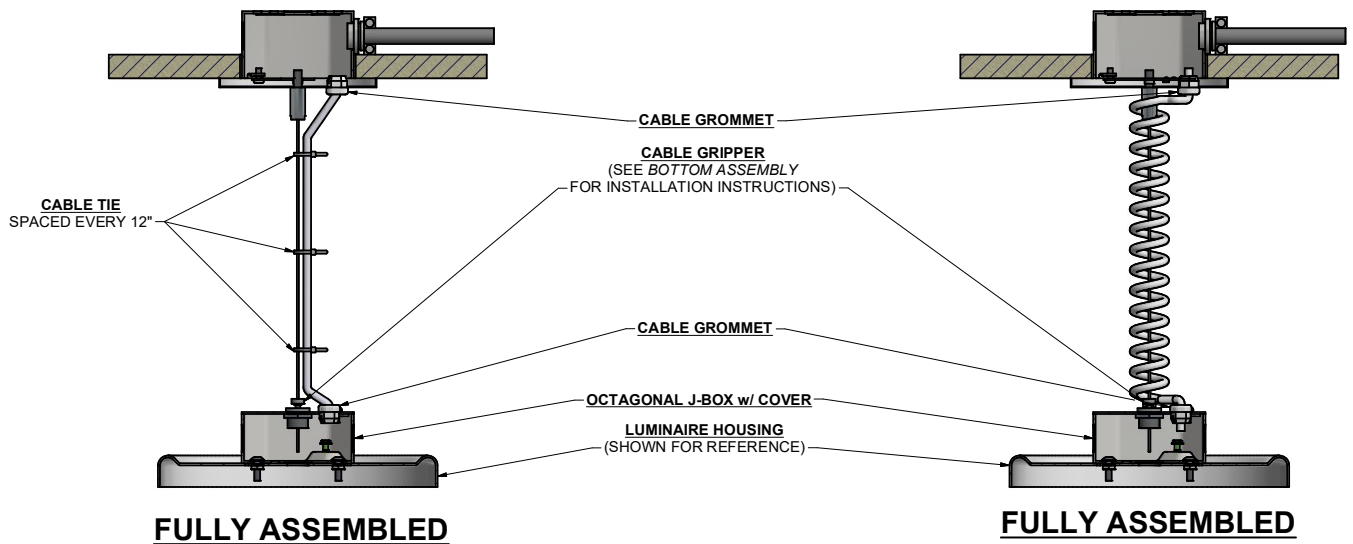 CABLE GROMMET
CABLE GRIPPER
(SEE BOTTOM ASSEMBLY
FOR INSTALLATION INSTRUCTIONS)
CABLE TIE
SPACED EVERY 12"
CABLE GROMMET
OCTAGONAL J-BOX w/ COVER
LUMINAIRE HOUSING
(SHOWN FOR REFERENCE)
FULLY ASSEMBLED
FULLY ASSEMBLED